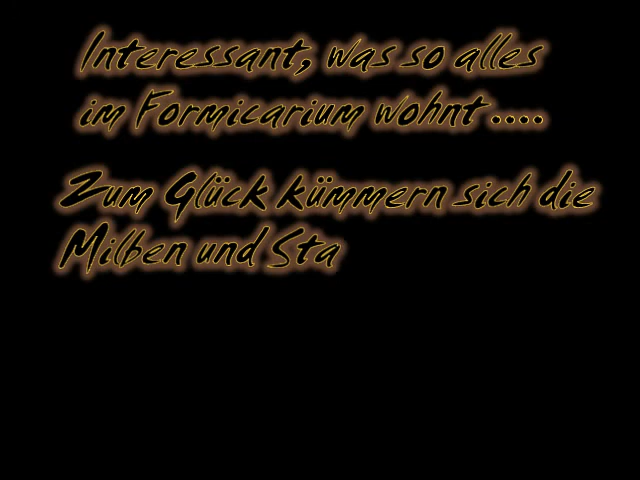 Interessant, was so alles
im Formicarium wohnt ....
Zum Glück kümmern sich die
Milben und Sta